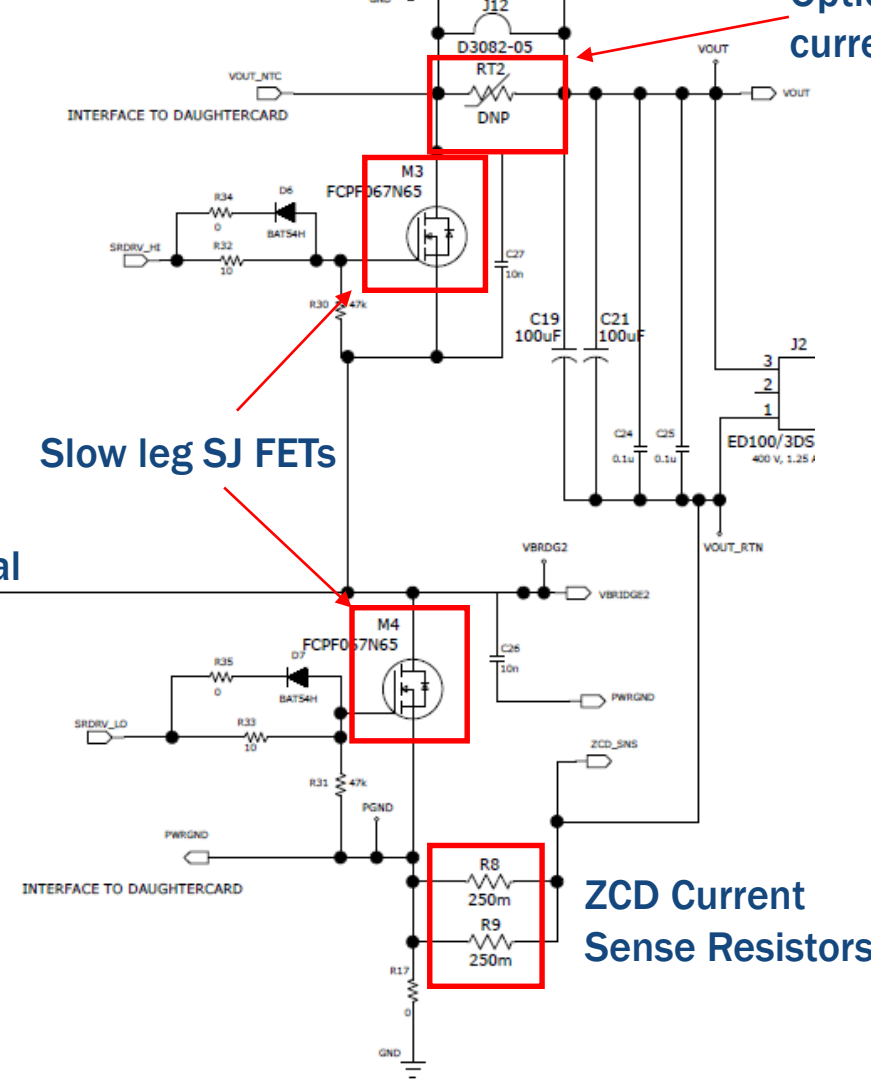 GND
J12
D3082-05
RT2
DNP
VOUT_NTC
INTERFACE TO DAUGHTERCARD
VOUT
VOUT
M3
FCPF067N65
R34
0
D6
BAT54H
SRDRV_HI
R32
10
R30
47k
C27
10n
C19
100uF
C21
100uF
J2
3
2
1
C24
0.1u
C25
0.1u
ED100/3DS
400 V, 1.25
Slow leg SJ FETs
VBRDG2
VOUT_RTN
VBRIDGE2
M4
FCPF067N65
R35
0
D7
BAT54H
C26
10n
PWRGND
SRDRV_LO
R33
10
ZCD_SNS
R31
47k
PGND
PWRGND
INTERFACE TO DAUGHTERCARD
R8
250m
R9
250m
ZCD Current
Sense Resistors
R17
0
GND